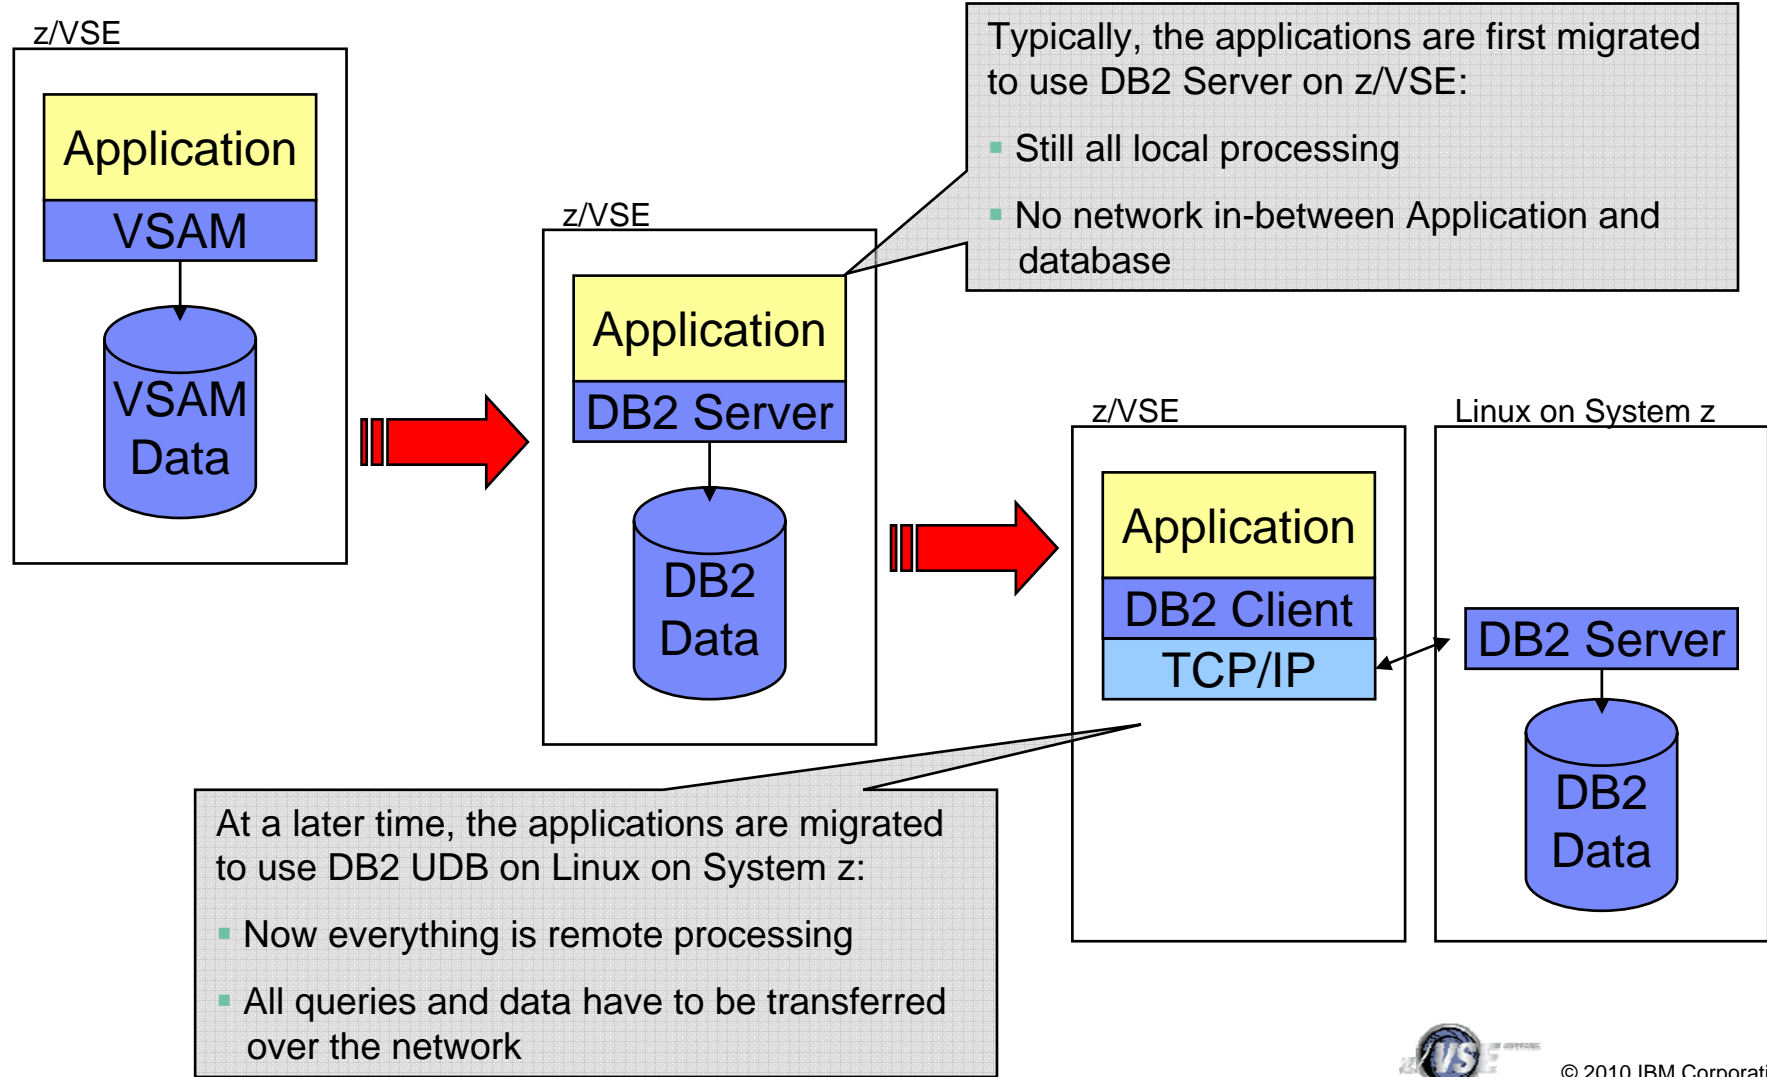 z/VSE
Application
VSAM
VSAM
Data
z/VSE
Application
DB2 Server
DB2
Data
Typically, the applications are first migrated
to use DB2 Server on z/VSE:
Still all local processing
No network in-between Application and
database
z/VSE
Application
DB2 Client
TCP/IP
Linux on System z
DB2 Server
DB2
Data
At a later time, the applications are migrated
to use DB2 UDB on Linux on System z:
Now everything is remote processing
All queries and data have to be transferred
over the network
z/VSE
© 2010 IBM Corporati